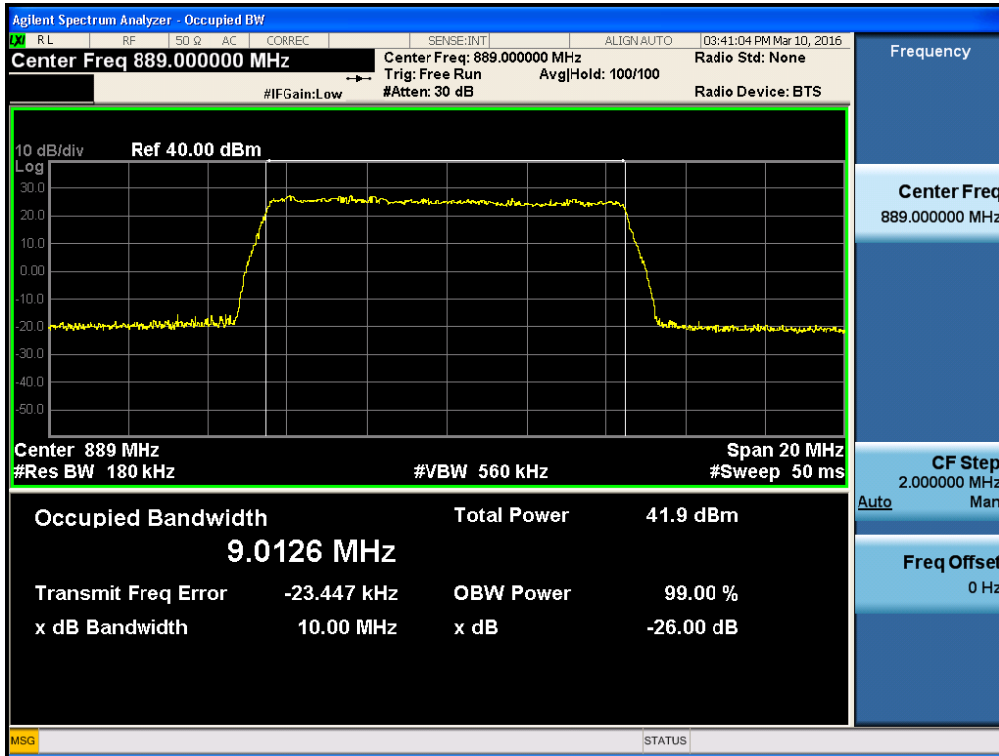 Agilent Spectrum Analyzer - Occupied BW
LXI RL RF 50 Ω AC CORREC SENSE:INT ALIGN AUTO 03:41:04 PM Mar 10, 2016
Center Freq 889.000000 MHz
Center Freq: 889.000000 MHz Radio Std: None
Trig: Free Run Avg|Hold: 100/100
#IFGain:Low #Atten: 30 dB Radio Device: BTS
10 dB/div Ref 40.00 dBm
Log
30.0
20.0
10.0
0.00
-10.0
-20.0
-30.0
-40.0
-50.0
Center 889 MHz Span 20 MHz
#Res BW 180 kHz #VBW 560 kHz #Sweep 50 ms
Occupied Bandwidth Total Power 41.9 dBm
9.0126 MHz
Transmit Freq Error -23.447 kHz OBW Power 99.00 %
x dB Bandwidth 10.00 MHz x dB -26.00 dB
Frequency
Center Freq
889.000000 MHz
CF Step
2.000000 MHz
Auto Man
Freq Offset
0 Hz
MSG STATUS